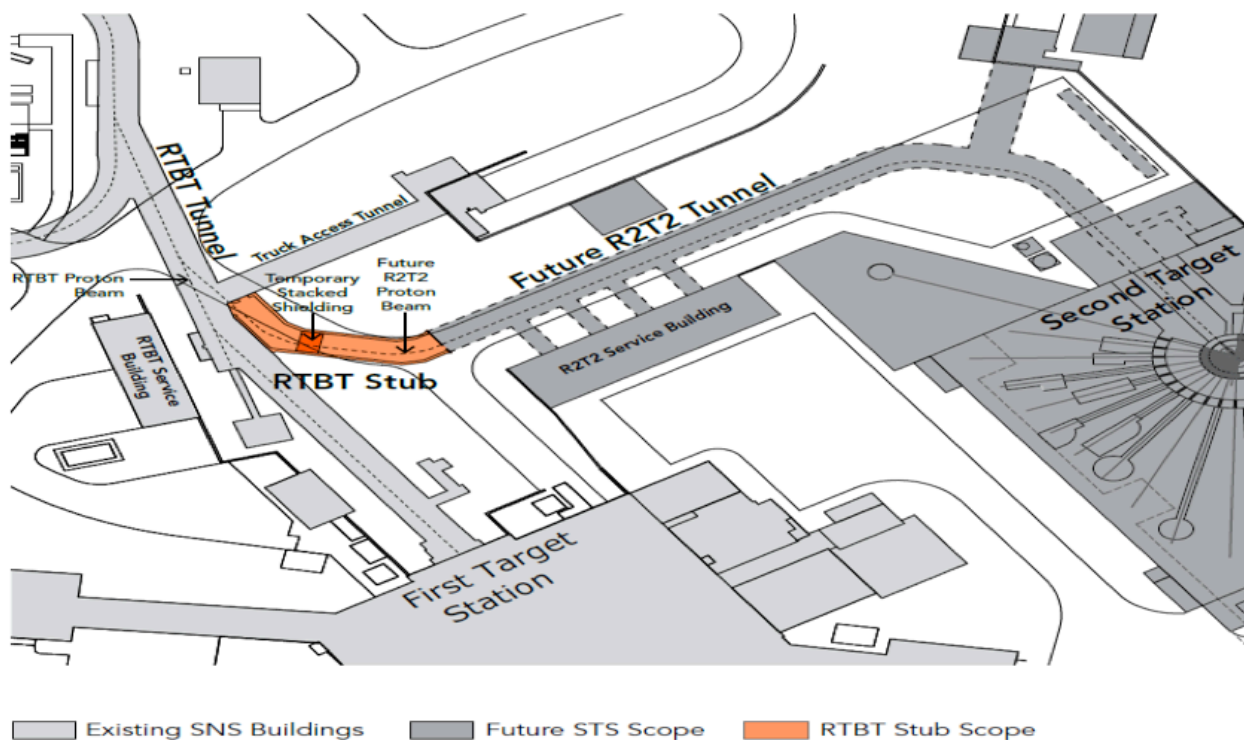 RTBT Tunnel
Truck Access Tunnel
RTBT Proton
Beam
Temporary
Stacked
Shielding
Future
R2T2
Proton
Beam
Future R2T2 Tunnel
RTBT Service
Building
RTBT Stub
R2T2 Service Building
Second Target
Station
First Target
Station
Existing SNS Buildings
Future STS Scope
RTBT Stub Scope